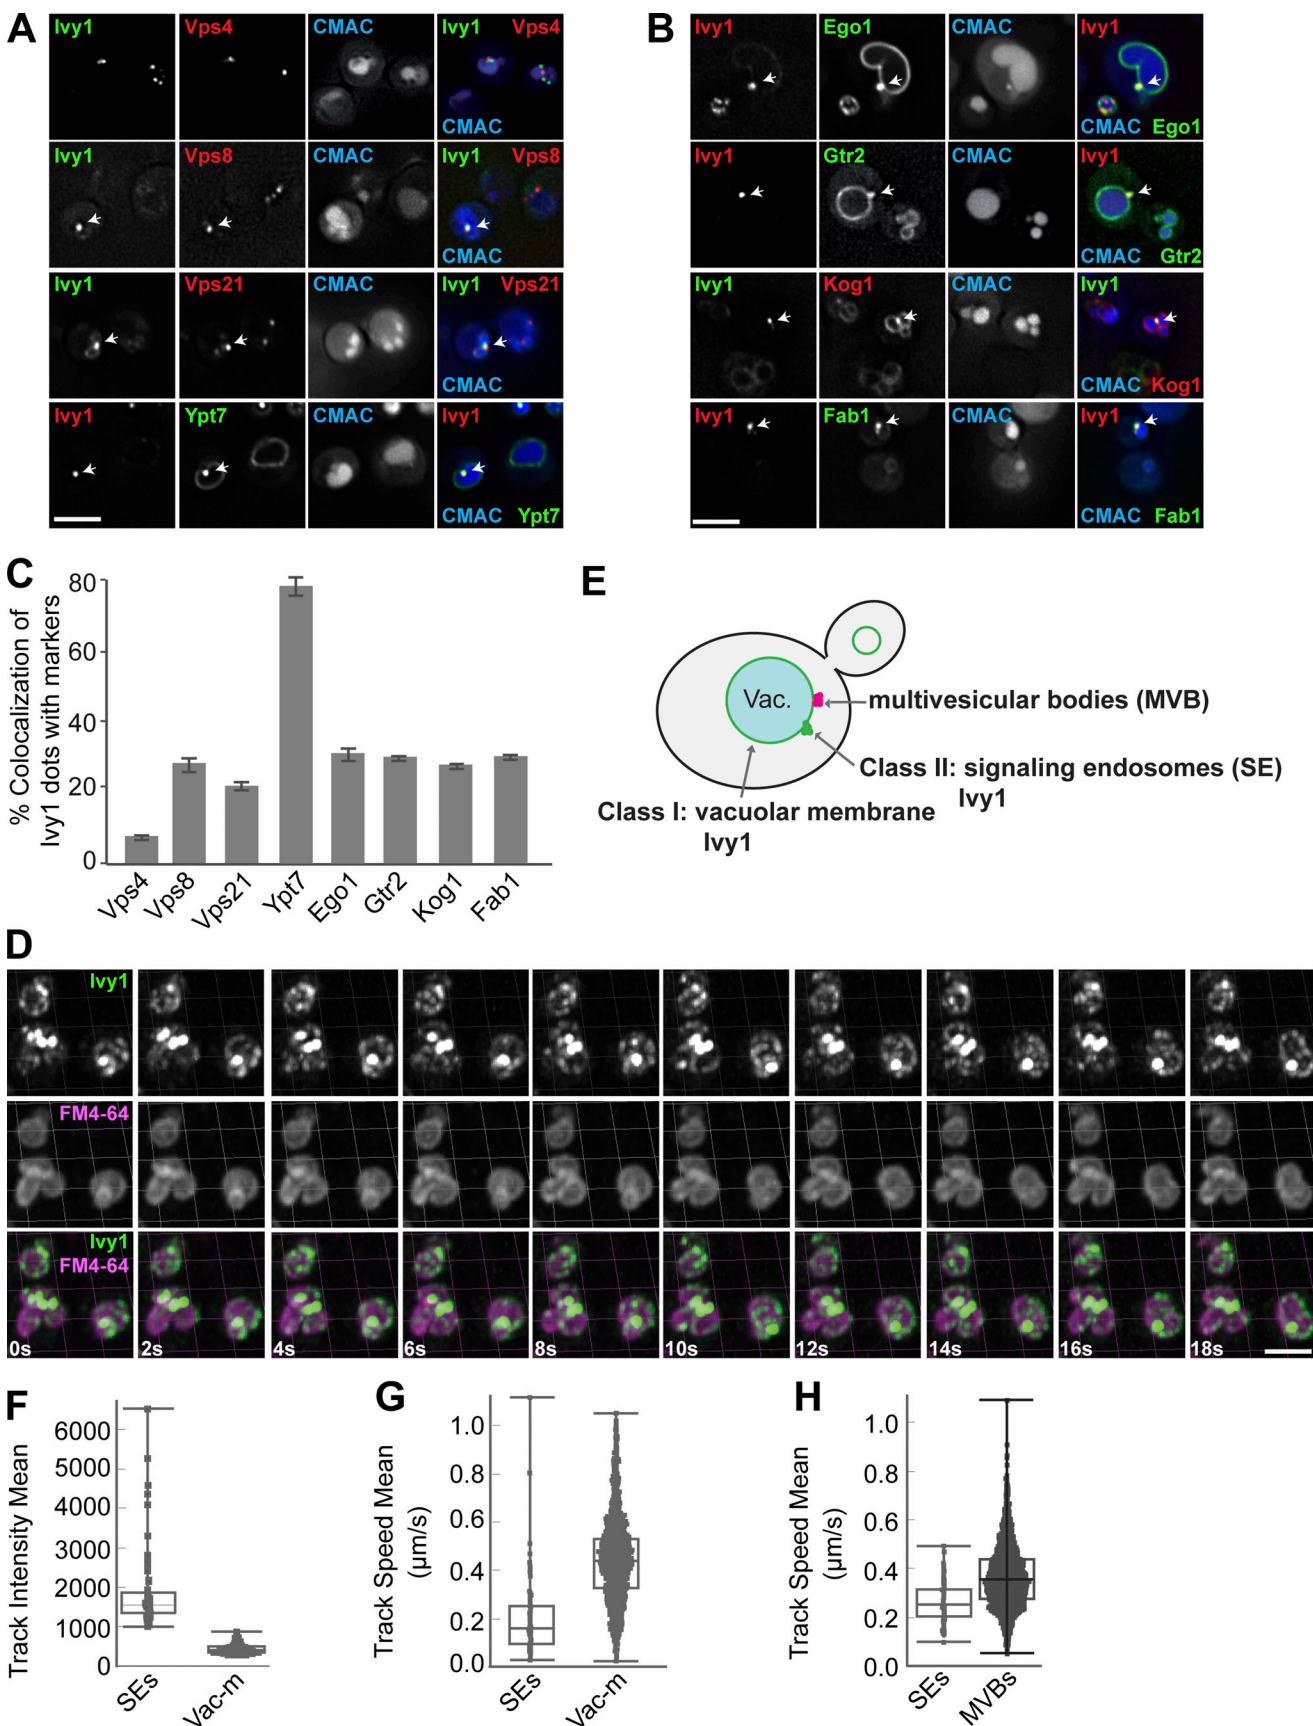 A
Ivy1 Vps4 CMAC Ivy1 Vps4
CMAC
Ivy1 Vps8 CMAC Ivy1 Vps8
CMAC
Ivy1 Vps21 CMAC Ivy1 Vps21
CMAC
Ivy1 Ypt7 CMAC Ivy1
CMAC Ypt7
B
Ivy1 Ego1 CMAC Ivy1
CMAC Ego1
Ivy1 Gtr2 CMAC Ivy1
CMAC Gtr2
Ivy1 Kog1 CMAC Ivy1
CMAC Kog1
Ivy1 Fab1 CMAC Ivy1
CMAC Fab1
C
% Colocalization of
Ivy1 dots with markers
80
60
40
20
0
Vps4 Vps8 Vps21 Ypt7 Ego1 Gtr2 Kog1 Fab1
E
Vac.
multivesicular bodies (MVB)
Class II: signaling endosomes (SE)
Ivy1
Class I: vacuolar membrane
Ivy1
D
Ivy1
FM4-64
Ivy1
FM4-64
0s 2s 4s 6s 8s 10s 12s 14s 16s 18s
F
Track Intensity Mean
6000
5000
4000
3000
2000
1000
0
SEs Vac-m
G
Track Speed Mean
(µm/s)
1.0
0.8
0.6
0.4
0.2
0.0
SEs Vac-m
H
Track Speed Mean
(µm/s)
1.0
0.8
0.6
0.4
0.2
0.0
SEs MVBs